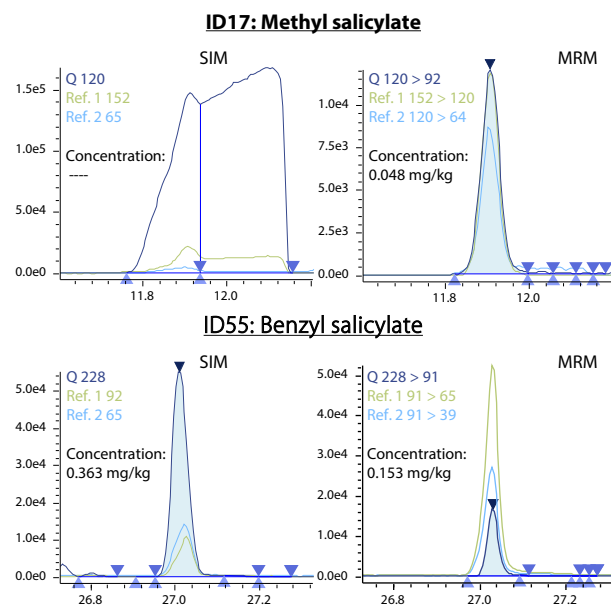 ID17: Methyl salicylate
SIM
Q 120
Ref. 1 152
Ref. 2 65
Concentration:
----
1.5e5
1.0e5
5.0e4
0.0e0
11.8
12.0
MRM
Q 120 > 92
Ref. 1 152 > 120
Ref. 2 120 > 64
Concentration:
0.048 mg/kg
1.0e4
7.5e3
5.0e3
2.5e3
0.0e0
11.8
12.0
ID55: Benzyl salicylate
SIM
Q 228
Ref. 1 92
Ref. 2 65
Concentration:
0.363 mg/kg
5.0e4
4.0e4
3.0e4
2.0e4
1.0e4
0.0e0
26.8
27.0
27.2
MRM
Q 228 > 91
Ref. 1 91 > 65
Ref. 2 91 > 39
Concentration:
0.153 mg/kg
5.0e4
4.0e4
3.0e4
2.0e4
1.0e4
0.0e0
26.8
27.0
27.2